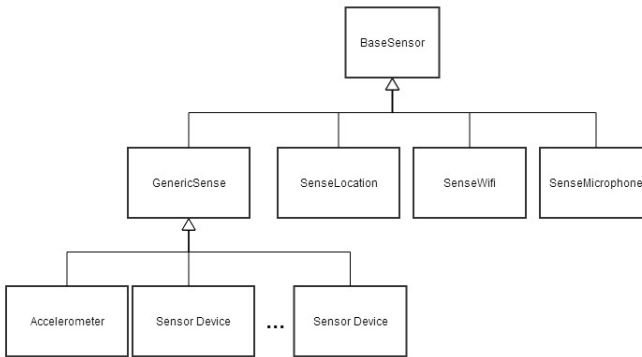 BaseSensor
GenericSense
SenseLocation
SenseWifi
SenseMicrophone
Accelerometer
Sensor Device
...
Sensor Device